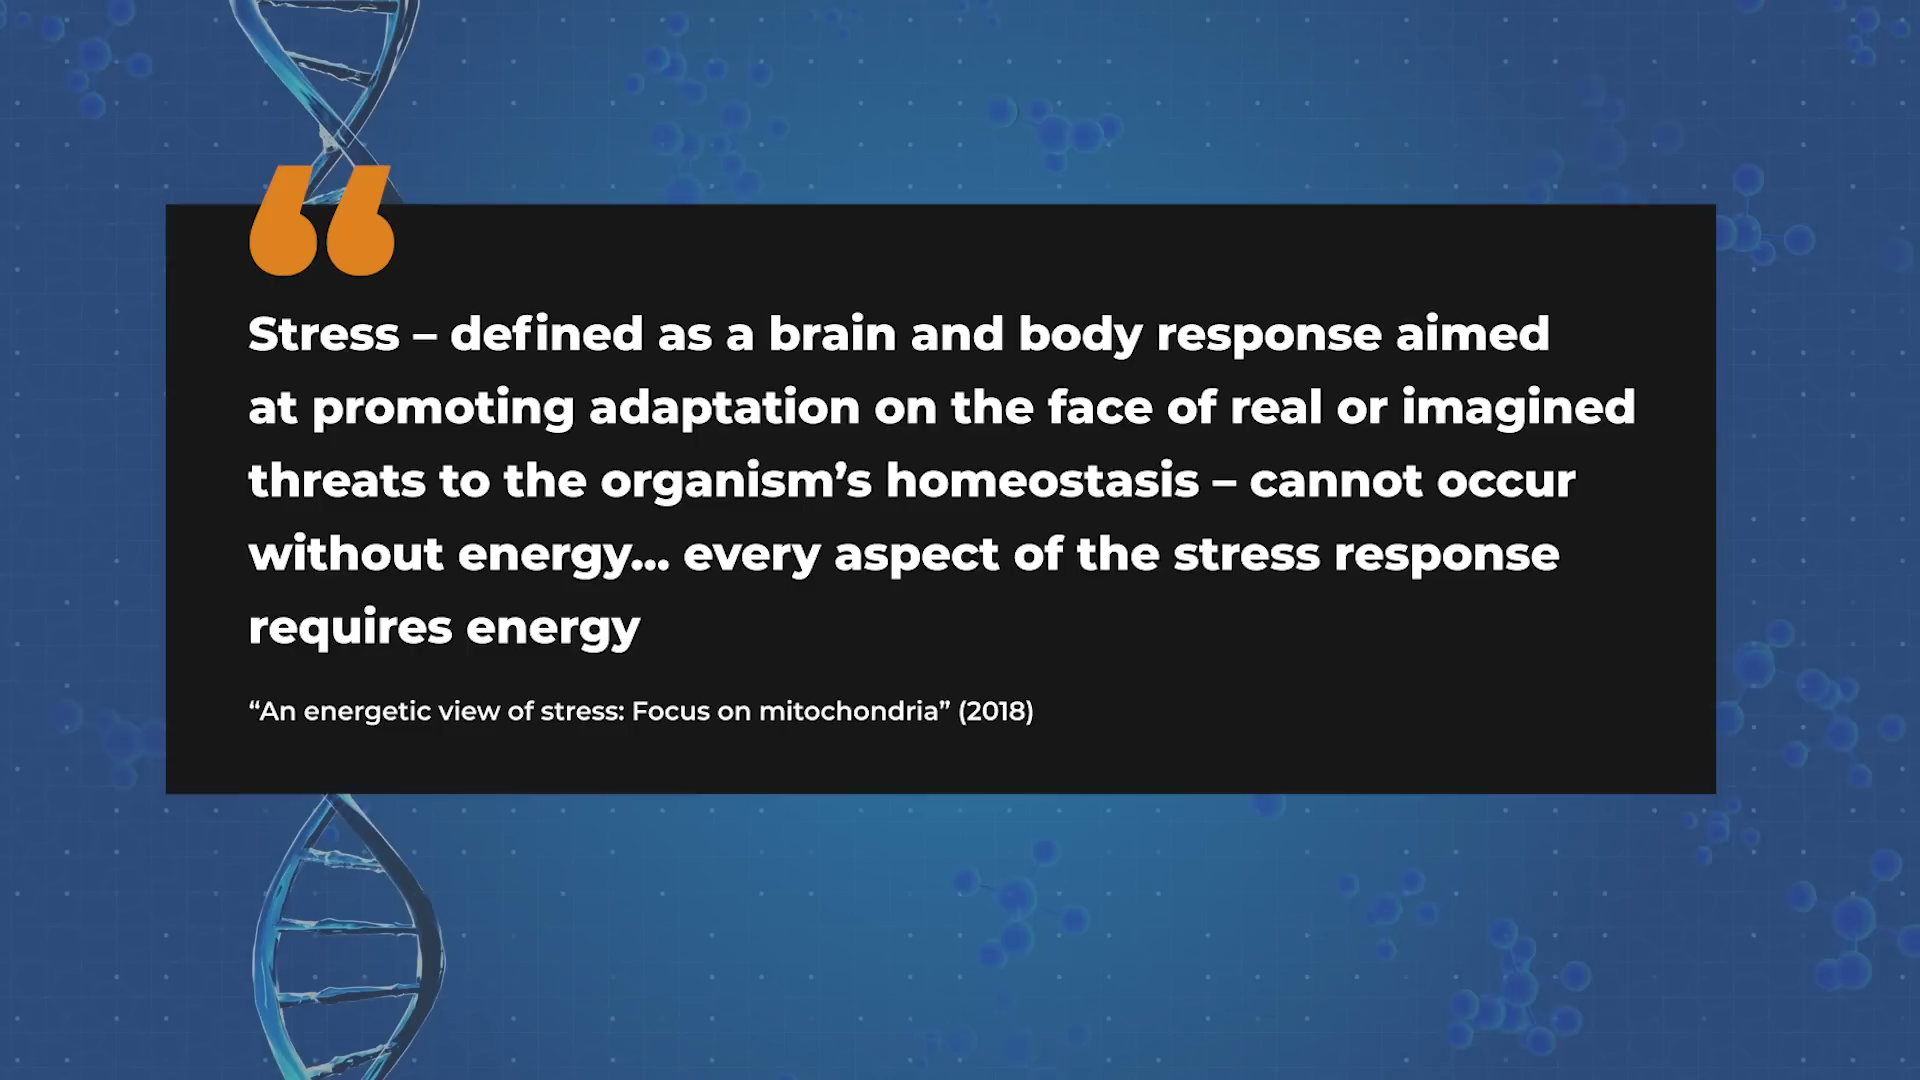 “
Stress – defined as a brain and body response aimed
at promoting adaptation on the face of real or imagined
threats to the organism’s homeostasis – cannot occur
without energy... every aspect of the stress response
requires energy
“An energetic view of stress: Focus on mitochondria” (2018)